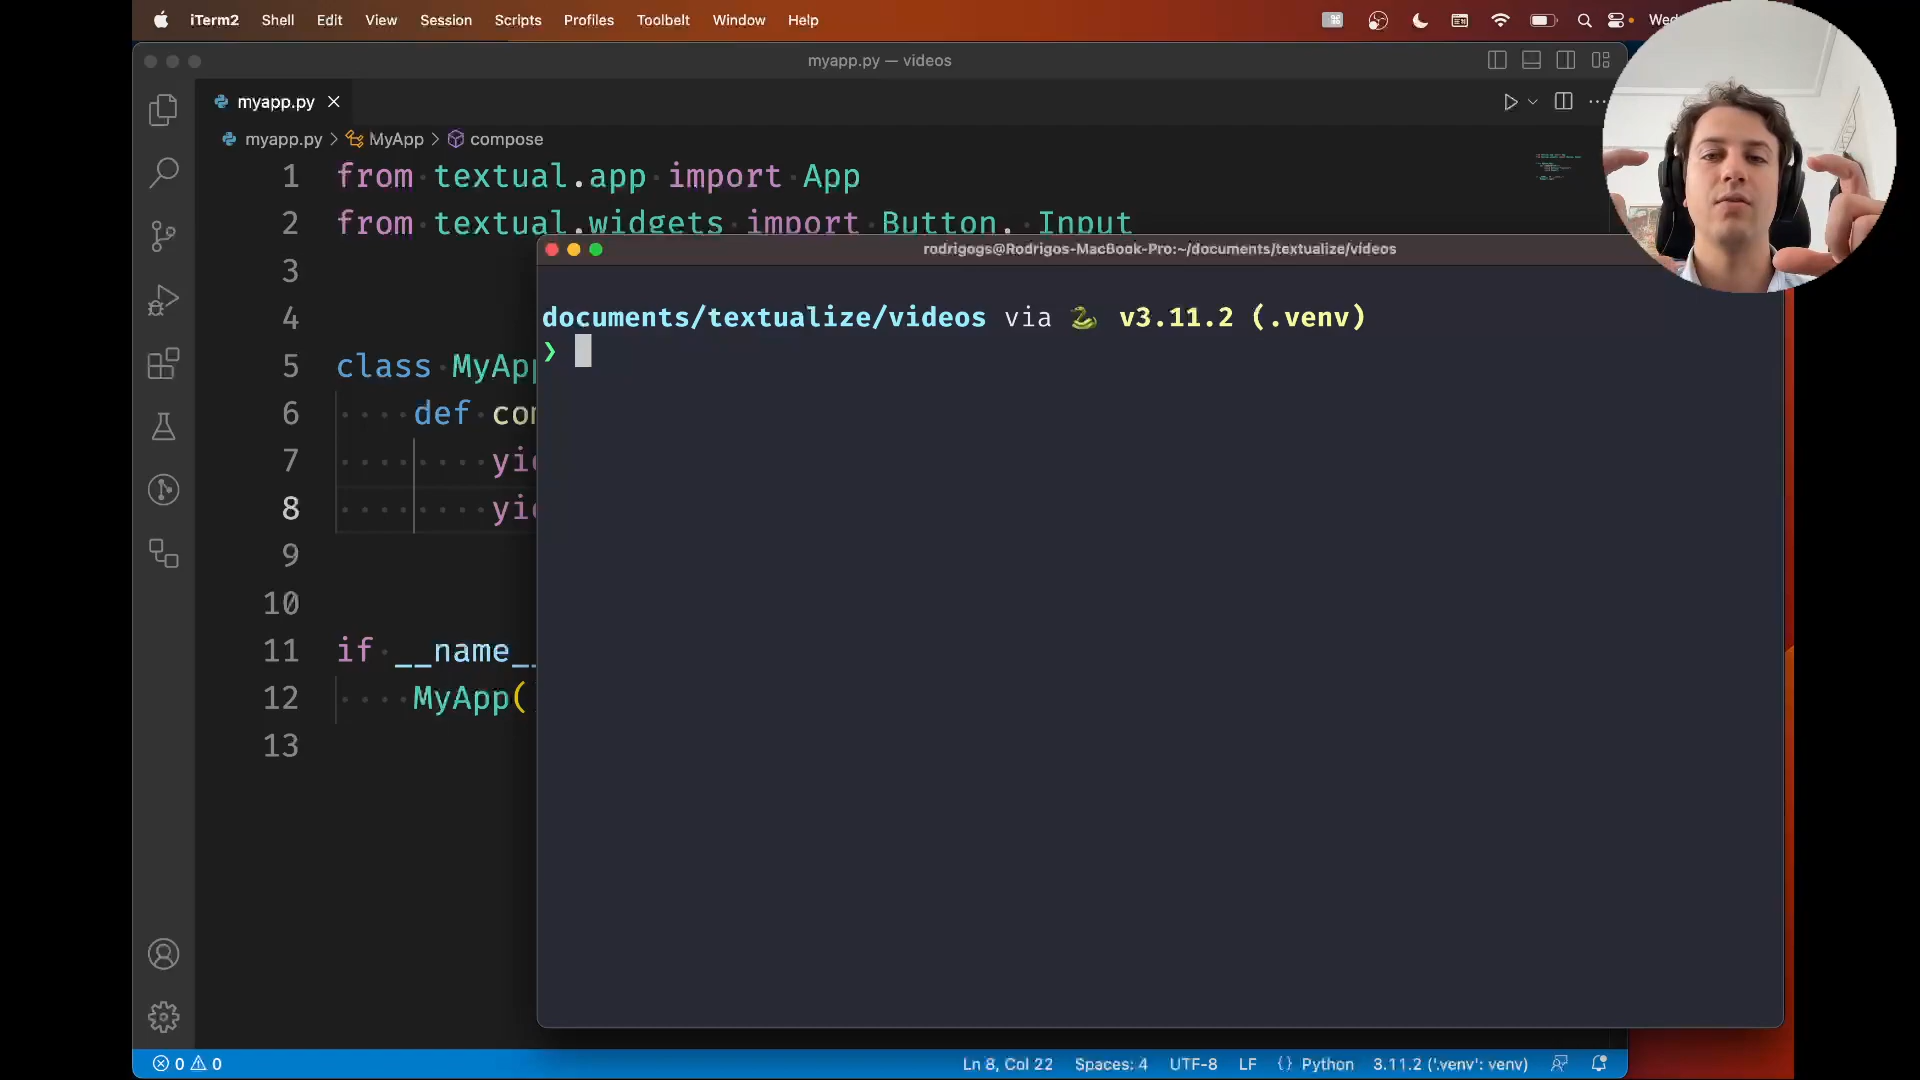 iTerm2 Shell Edit View Session Scripts Profiles Toolbelt Window Help
myapp.py — videos
myapp.py
myapp.py > MyApp > compose
1 from textual.app import App
2 from textual.widgets import Button, Input
3
4
5 class MyApp
6 def
7
8
9
10
11 if __name_
12 MyApp(
13
rodrigogs@Rodrigos-MacBook-Pro:~/documents/textualize/videos
documents/textualize/videos via 🐍 v3.11.2 (.venv)
❯
0 0 Ln 8, Col 22 Spaces: 4 UTF-8 LF {} Python 3.11.2 ('.venv': venv)